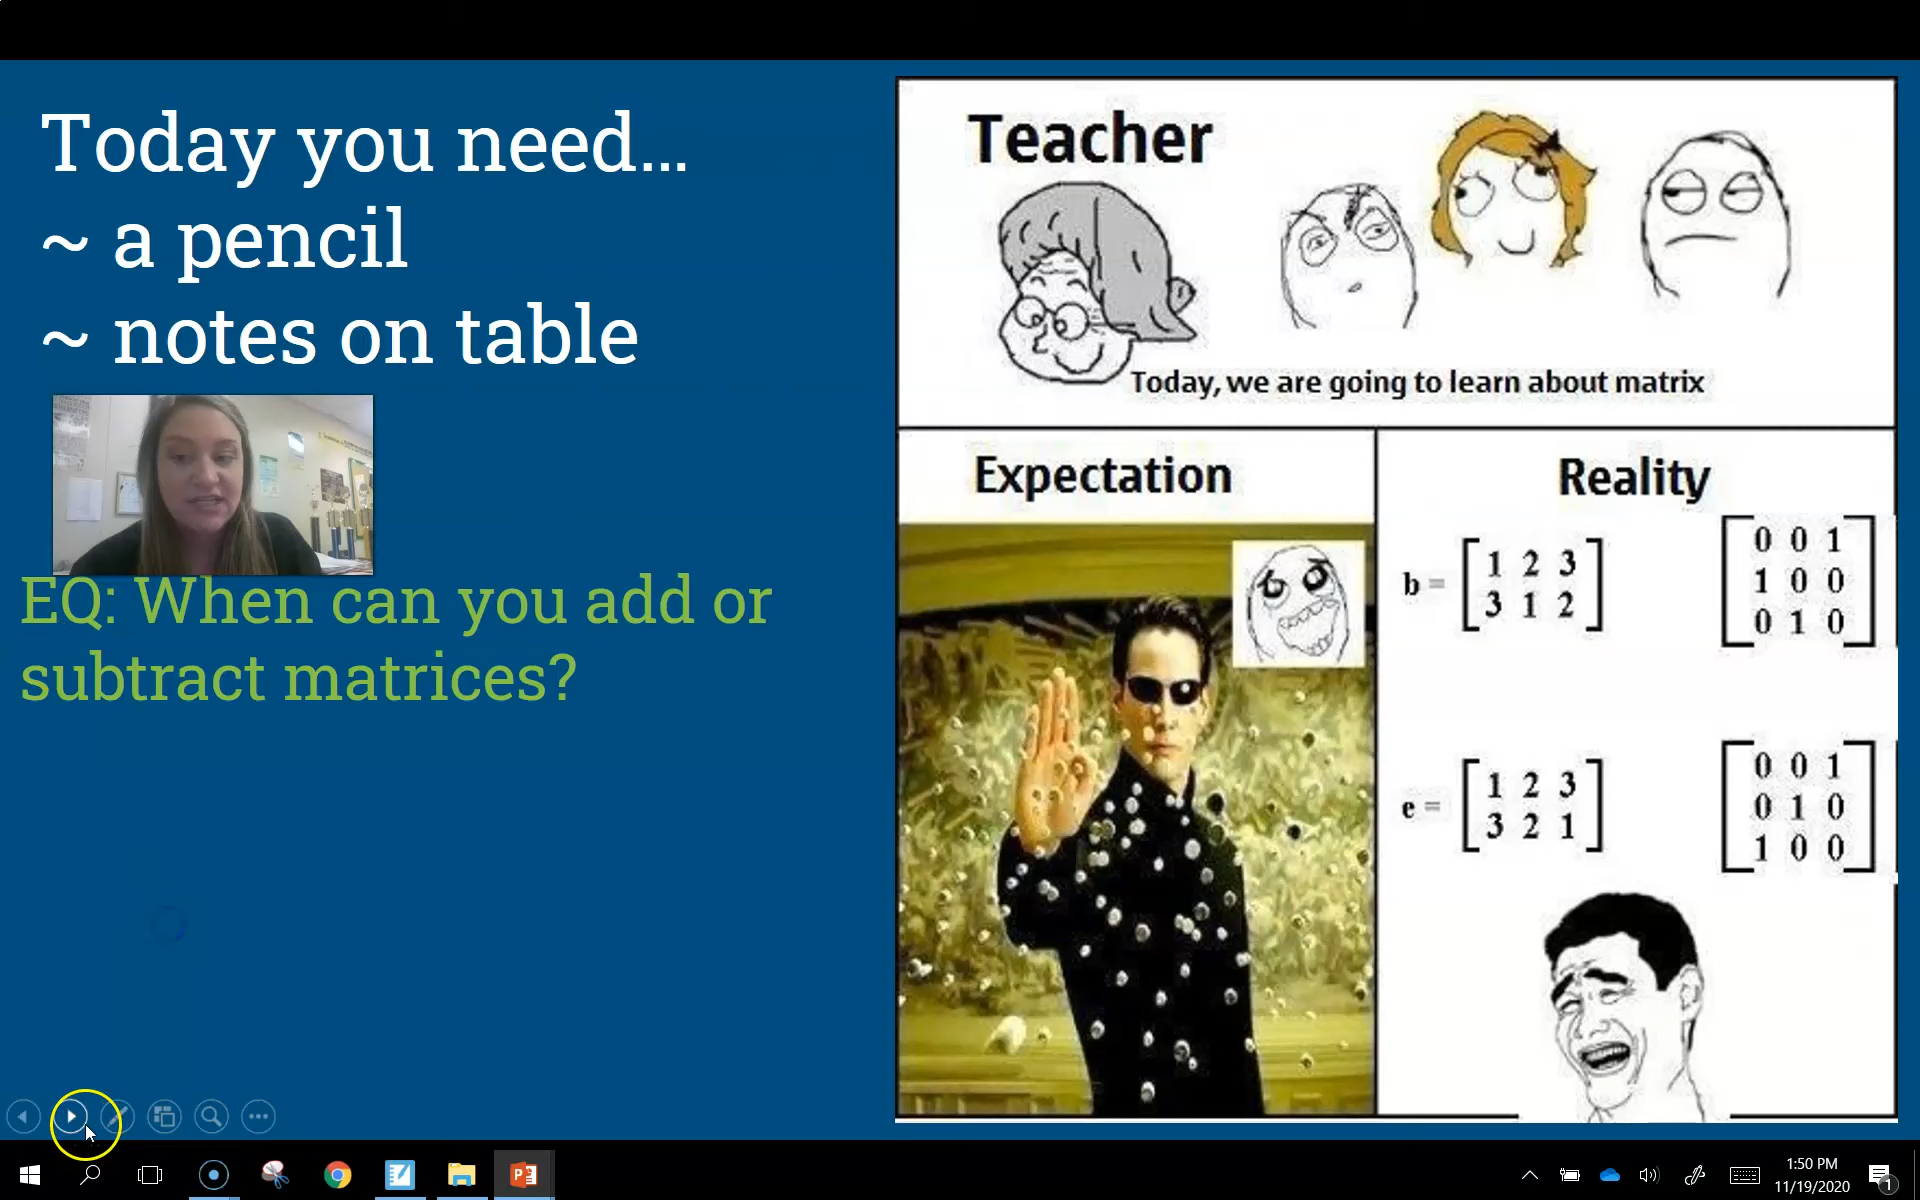 Today you need...
~ a pencil
~ notes on table
EQ: When can you add or
subtract matrices?
Teacher
Today, we are going to learn about matrix
Expectation
Reality
b = [1 2 3
3 1 2]
[0 0 1
1 0 0
0 1 0]
e = [1 2 3
3 2 1]
[0 0 1
0 1 0
1 0 0]
1:50 PM
11/19/2020
1